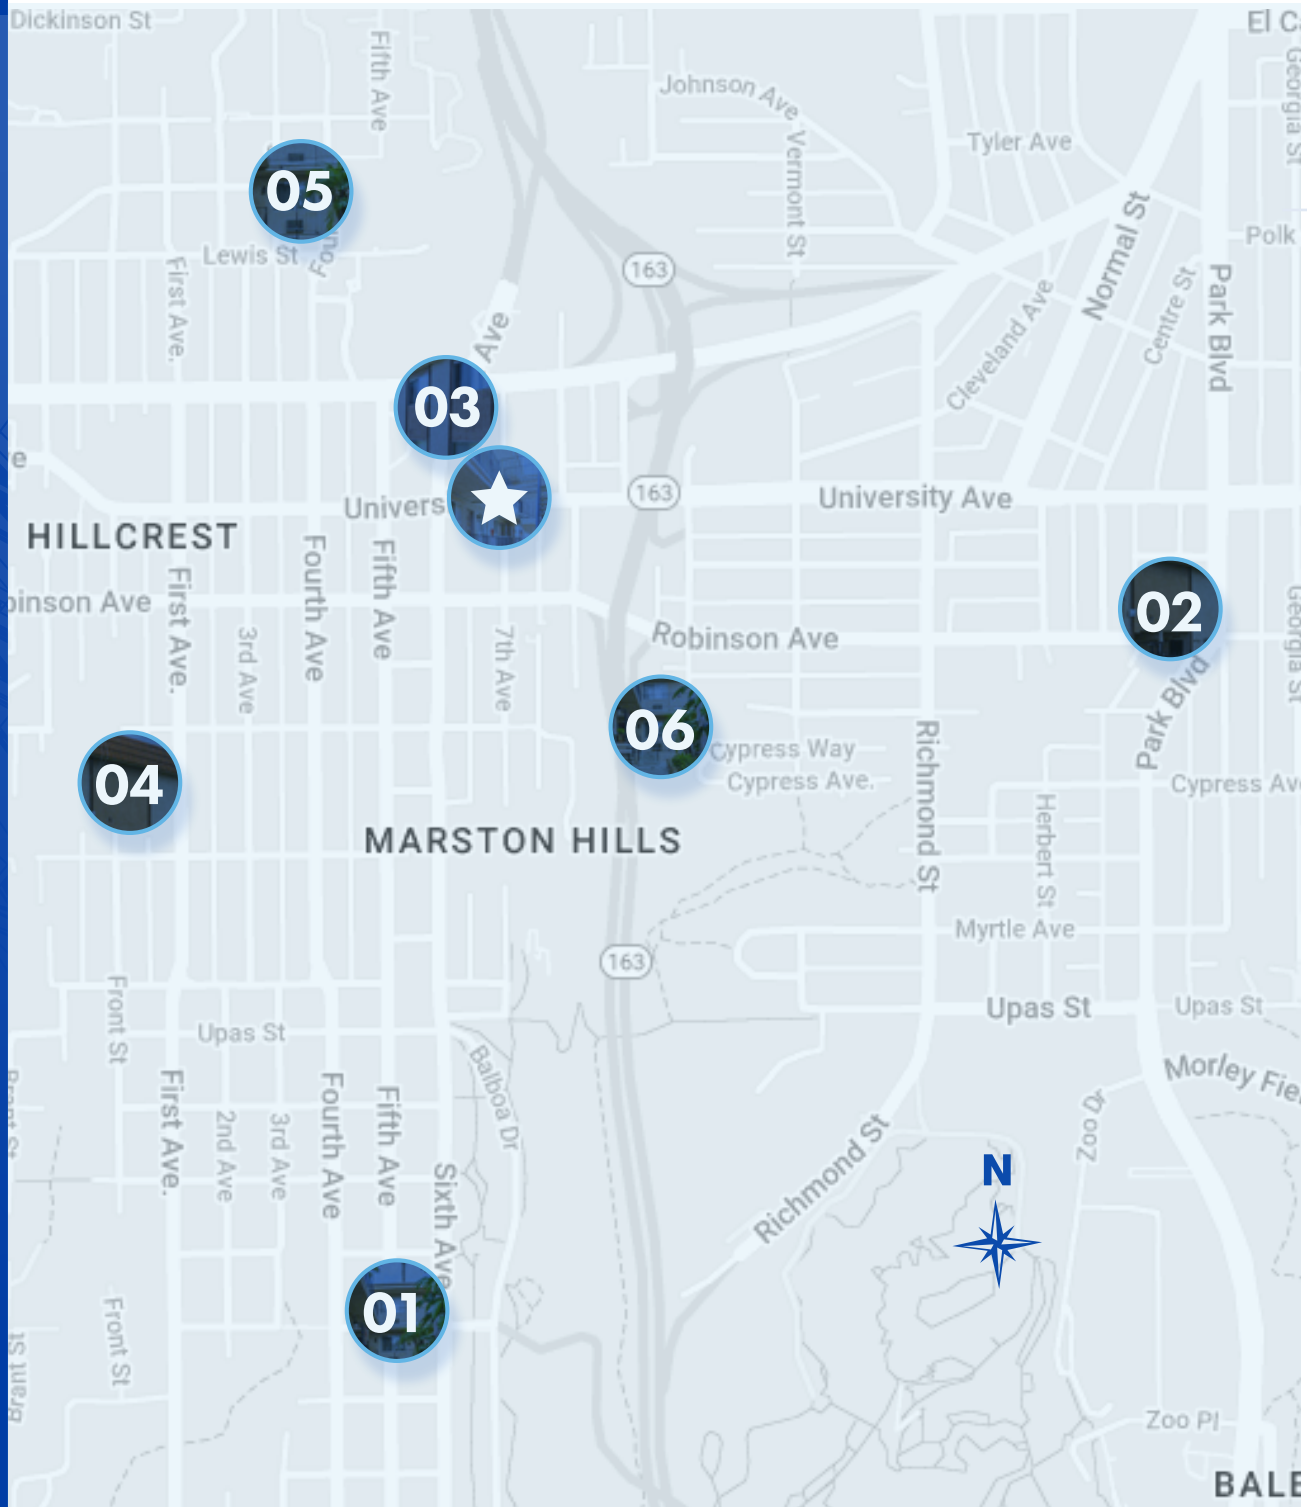 Dickinson St
El C
Fifth Ave
Georgia St
Johnson Ave
Tyler Ave
Vermont St
05
Normal St
Polk
Lewis St
First Ave.
163
Park Blvd
Centre St
Cleveland Ave
Ave
03
e
Univers
163
University Ave
HILLCREST
Fourth Ave
Fifth Ave
First Ave.
binson Ave
02
Georgia St
3rd Ave
7th Ave
Robinson Ave
Park Blvd
06
04
Cypress Way
Cypress Ave.
Cypress Av
Richmond St
Herbert St
MARSTON HILLS
Myrtle Ave
163
Front St
Upas St
Upas St
Upas St
Balboa Dr
Morley Fie
First Ave.
Fourth Ave
Fifth Ave
Zoo Dr
2nd Ave
3rd Ave
Richmond St
Sixth Ave
N
01
Front St
Brant St
Zoo Pl
BALB